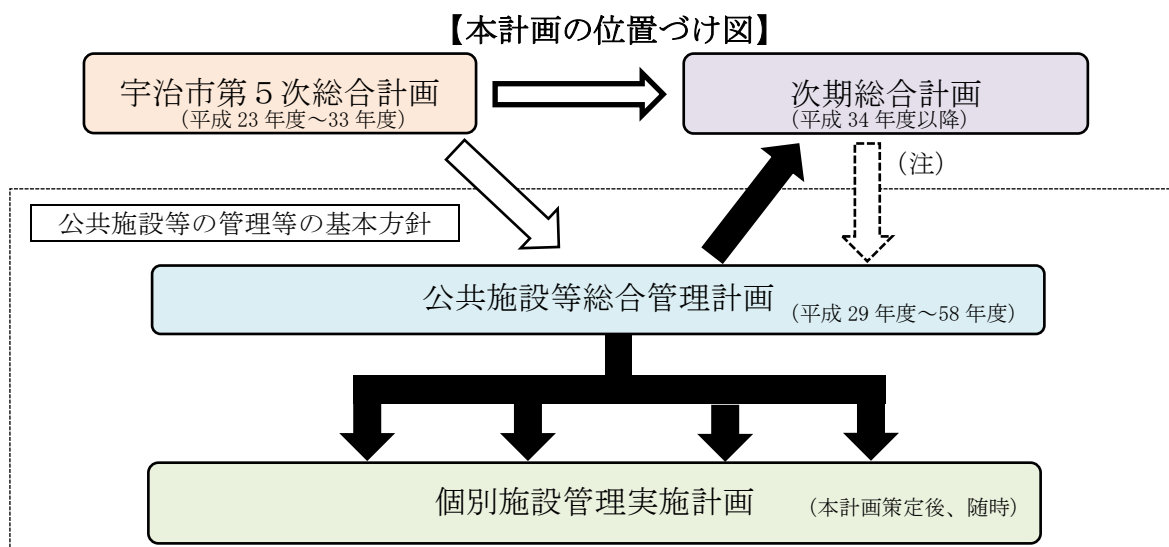 【本計画の位置づけ図】
宇治市第５次総合計画
（平成 23 年度～33 年度）
次期総合計画
（平成 34 年度以降）
（注）
公共施設等の管理等の基本方針
公共施設等総合管理計画 （平成 29 年度～58 年度）
個別施設管理実施計画 （本計画策定後、随時）